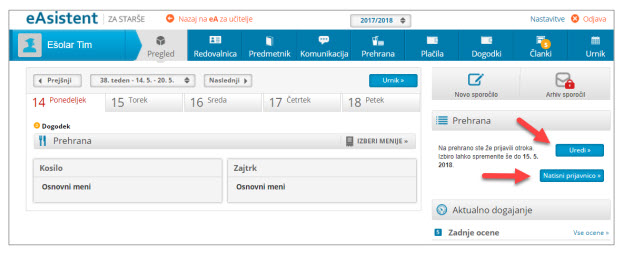 eAsistent ZA STARŠE Nazaj na eA za učitelje 2017/2018 Nastavitve Odjava
Ešolar Tim Pregled Redovalnica Predmetnik Komunikacija Prehrana Plačila Dogodki Članki Urnik
Prejšnji 38. teden - 14. 5. - 20. 5. Naslednji Urnik »
14 Ponedeljek 15 Torek 16 Sreda 17 Četrtek 18 Petek
Dogodek
Prehrana IZBERI MENIJE »
Kosilo Zajtrk
Osnovni meni Osnovni meni
Novo sporočilo Arhiv sporočil
Prehrana
Na prehrano ste že prijavili otroka.
Izbiro lahko spremenite še do 15. 5.
2018.
Uredi »
Natisni prijavnico »
Aktualno dogajanje
5 Zadnje ocene Vse ocene »